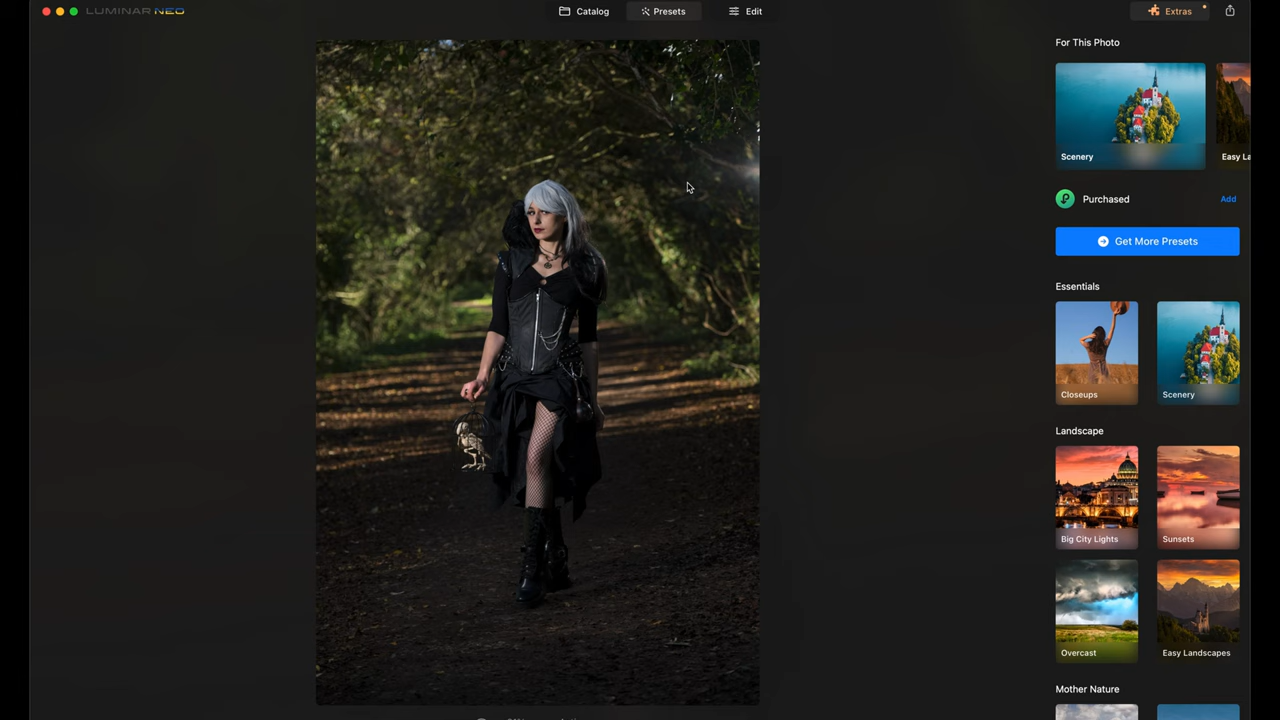 LUMINAR NEO
Catalog
Presets
Edit
Extras
For This Photo
Scenery
Easy La
Purchased
Add
Get More Presets
Essentials
Closeups
Scenery
Landscape
Big City Lights
Sunsets
Overcast
Easy Landscapes
Mother Nature